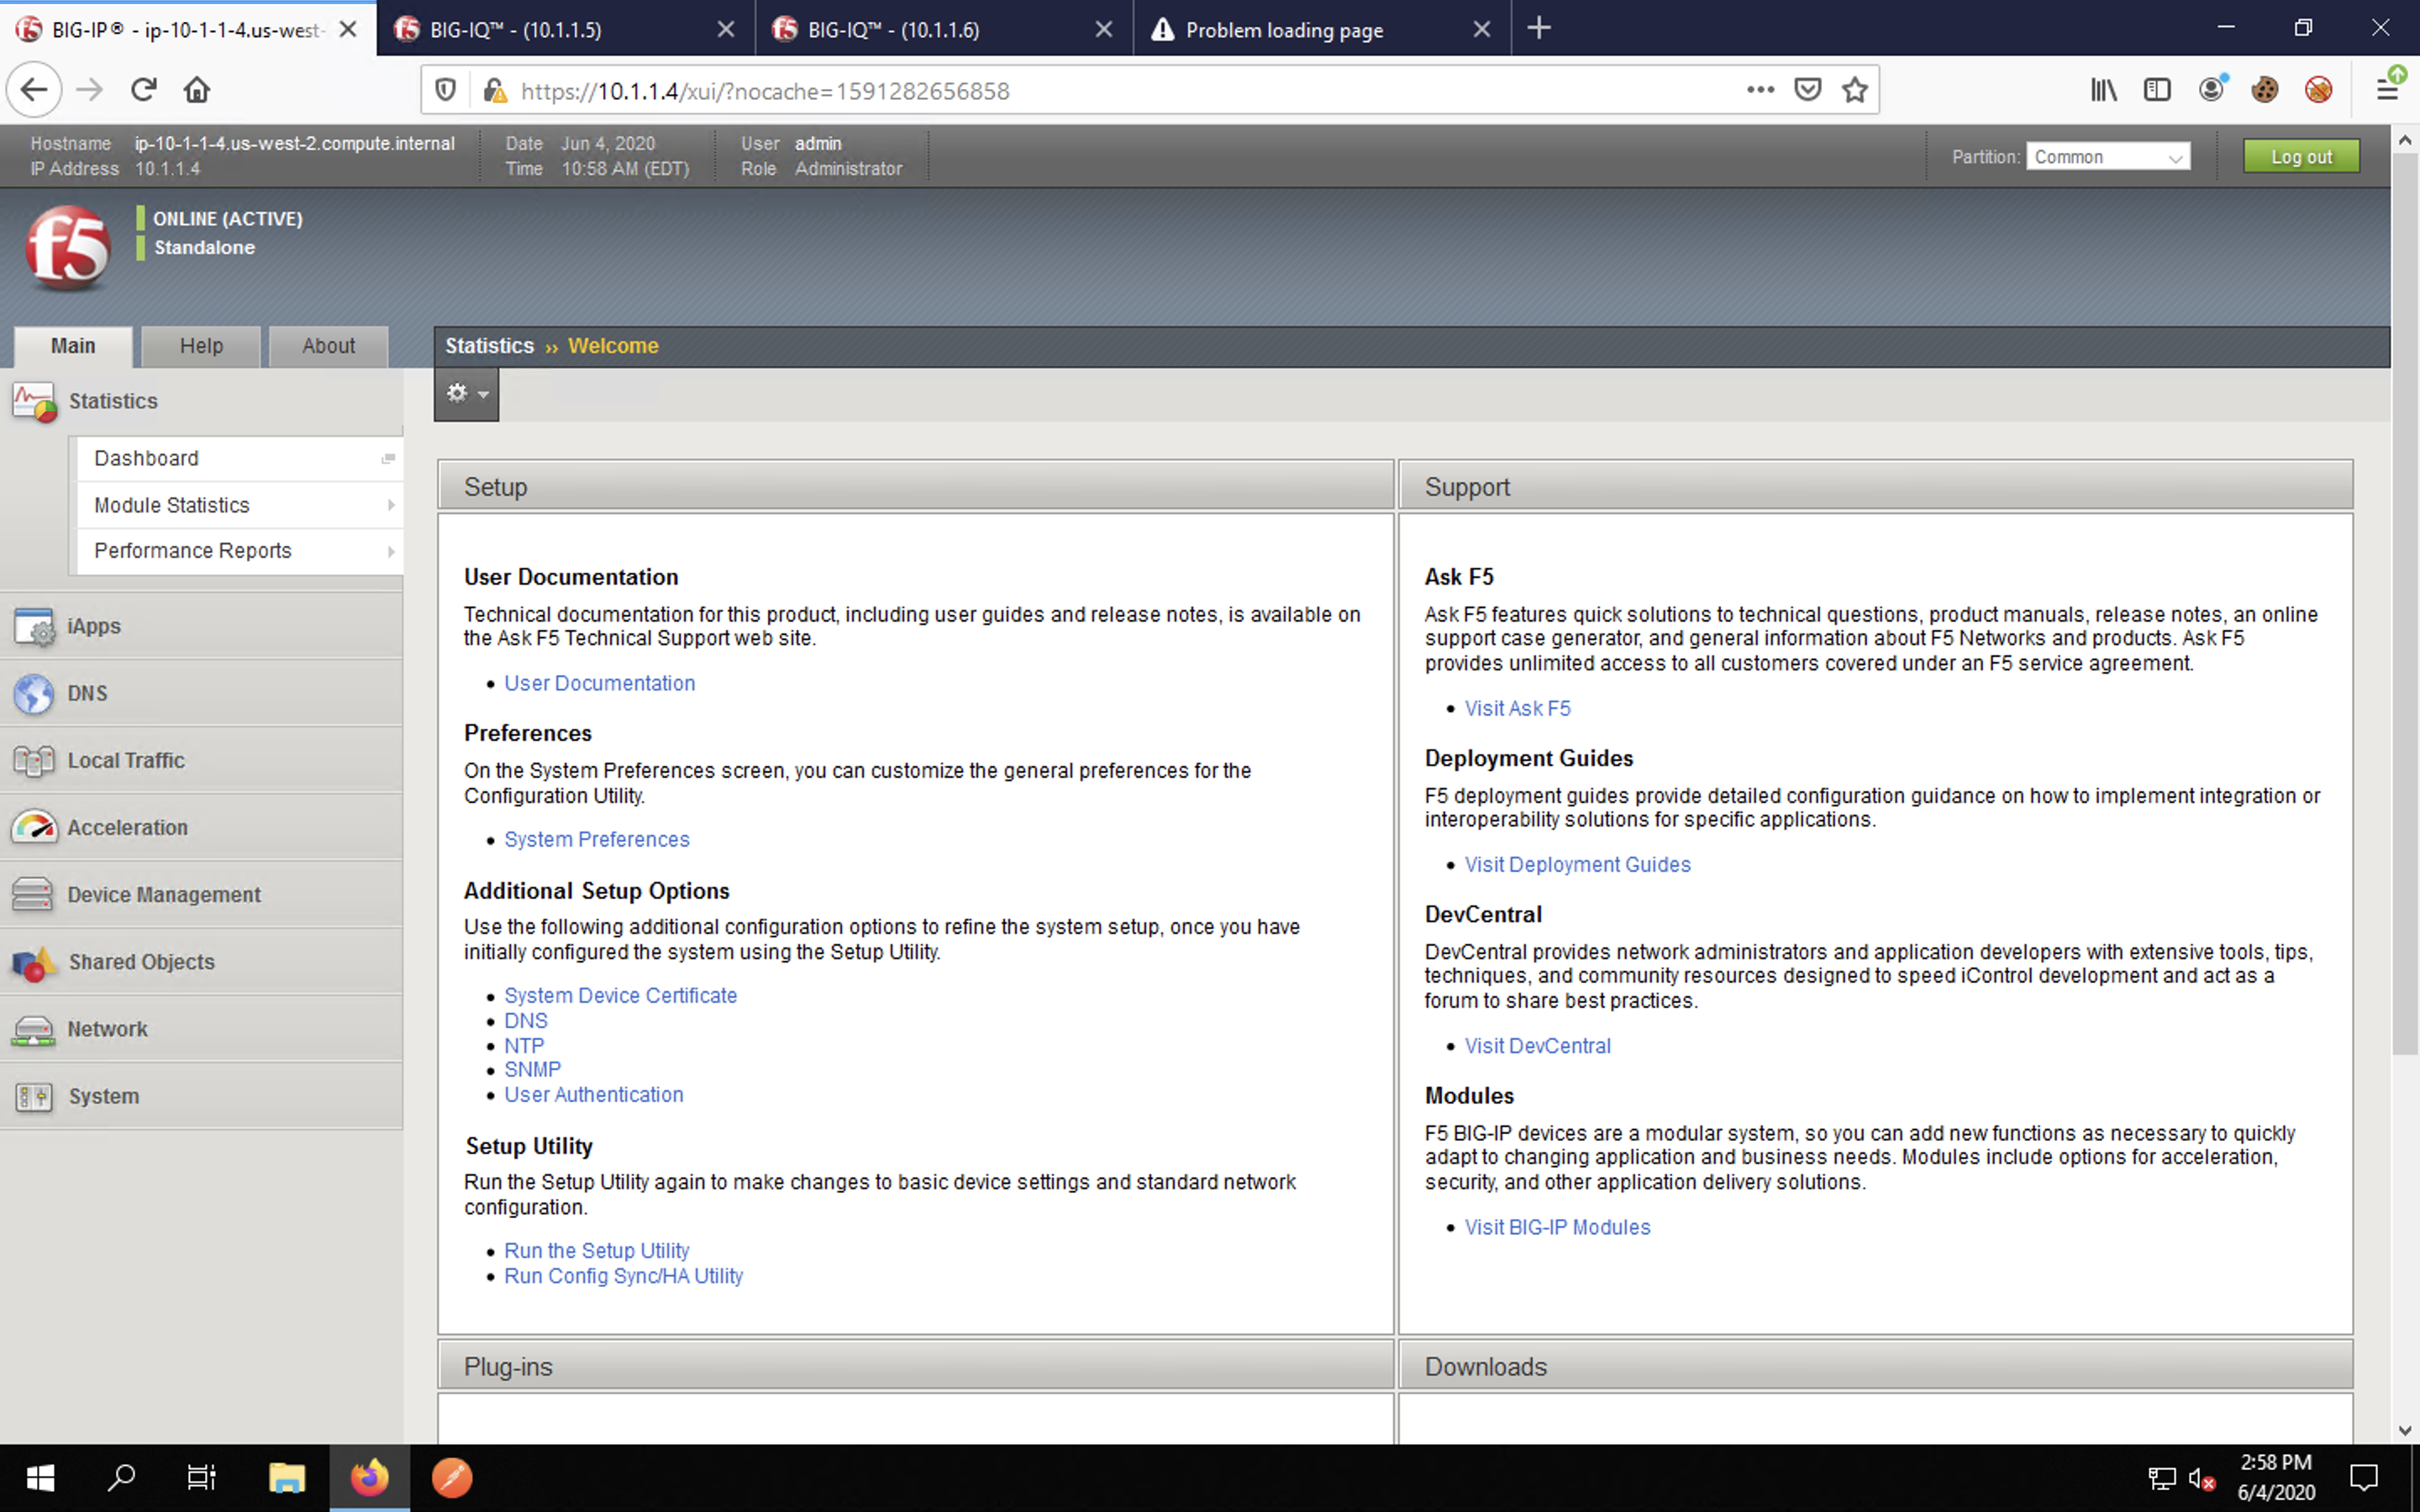 BIG-IP® - ip-10-1-1-4.us-west-
BIG-IQ™ - (10.1.1.5)
BIG-IQ™ - (10.1.1.6)
Problem loading page
https://10.1.1.4/xui/?nocache=1591282656858
Hostname ip-10-1-1-4.us-west-2.compute.internal
IP Address 10.1.1.4
Date Jun 4, 2020
Time 10:58 AM (EDT)
User admin
Role Administrator
Partition: Common
Log out
f5
ONLINE (ACTIVE)
Standalone
Main
Help
About
Statistics ›› Welcome
Statistics
Dashboard
Module Statistics
Performance Reports
iApps
DNS
Local Traffic
Acceleration
Device Management
Shared Objects
Network
System
Setup
User Documentation
Technical documentation for this product, including user guides and release notes, is available on
the Ask F5 Technical Support web site.
• User Documentation
Preferences
On the System Preferences screen, you can customize the general preferences for the
Configuration Utility.
• System Preferences
Additional Setup Options
Use the following additional configuration options to refine the system setup, once you have
initially configured the system using the Setup Utility.
• System Device Certificate
• DNS
• NTP
• SNMP
• User Authentication
Setup Utility
Run the Setup Utility again to make changes to basic device settings and standard network
configuration.
• Run the Setup Utility
• Run Config Sync/HA Utility
Support
Ask F5
Ask F5 features quick solutions to technical questions, product manuals, release notes, an online
support case generator, and general information about F5 Networks and products. Ask F5
provides unlimited access to all customers covered under an F5 service agreement.
• Visit Ask F5
Deployment Guides
F5 deployment guides provide detailed configuration guidance on how to implement integration or
interoperability solutions for specific applications.
• Visit Deployment Guides
DevCentral
DevCentral provides network administrators and application developers with extensive tools, tips,
techniques, and community resources designed to speed iControl development and act as a
forum to share best practices.
• Visit DevCentral
Modules
F5 BIG-IP devices are a modular system, so you can add new functions as necessary to quickly
adapt to changing application and business needs. Modules include options for acceleration,
security, and other application delivery solutions.
• Visit BIG-IP Modules
Plug-ins
Downloads
2:58 PM
6/4/2020